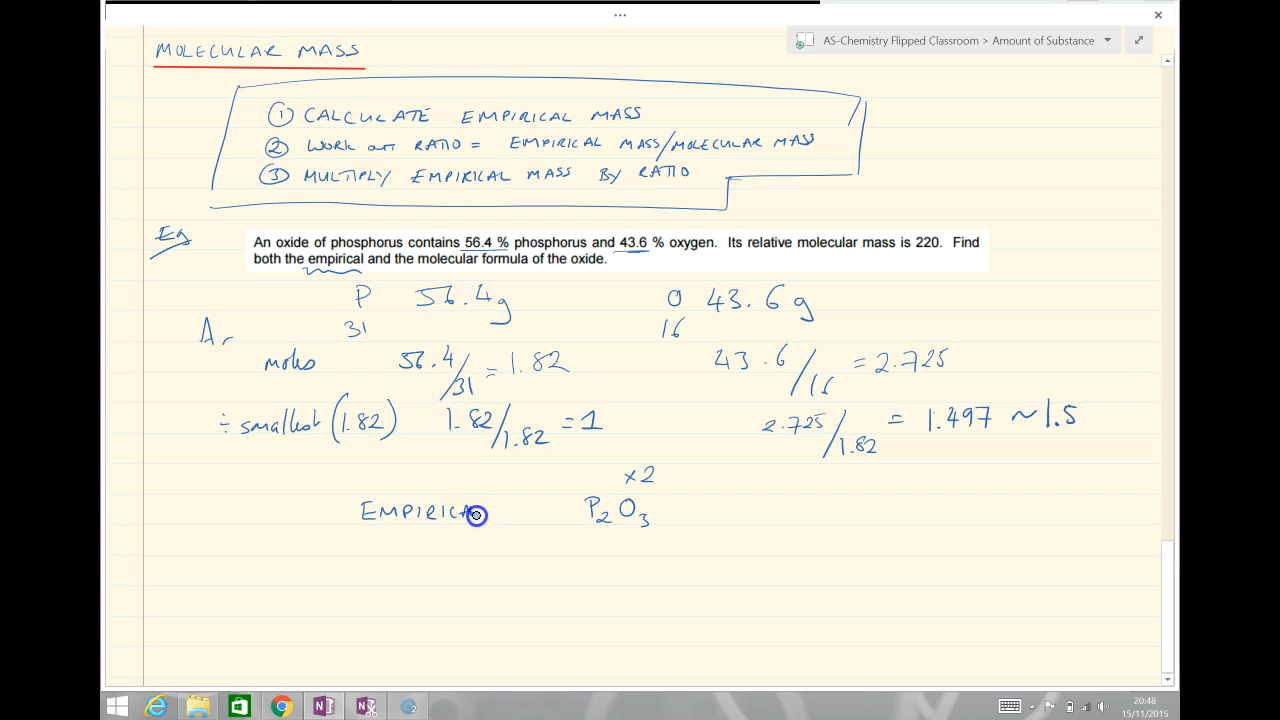 AS-Chemistry Flipped Classroom > Amount of Substance
MOLECULAR MASS
① CALCULATE EMPIRICAL MASS
② WORK OUT RATIO = EMPIRICAL MASS/MOLECULAR MASS
③ MULTIPLY EMPIRICAL MASS BY RATIO
Eg
An oxide of phosphorus contains 56.4 % phosphorus and 43.6 % oxygen. Its relative molecular mass is 220. Find
both the empirical and the molecular formula of the oxide.
P 56.4g O 43.6g
Ar 31 16
moles 56.4/31 = 1.82 43.6/16 = 2.725
÷ smallest (1.82) 1.82/1.82 = 1 2.725/1.82 = 1.497 ~1.5
×2
EMPIRICA P₂O₃
20:48
15/11/2015